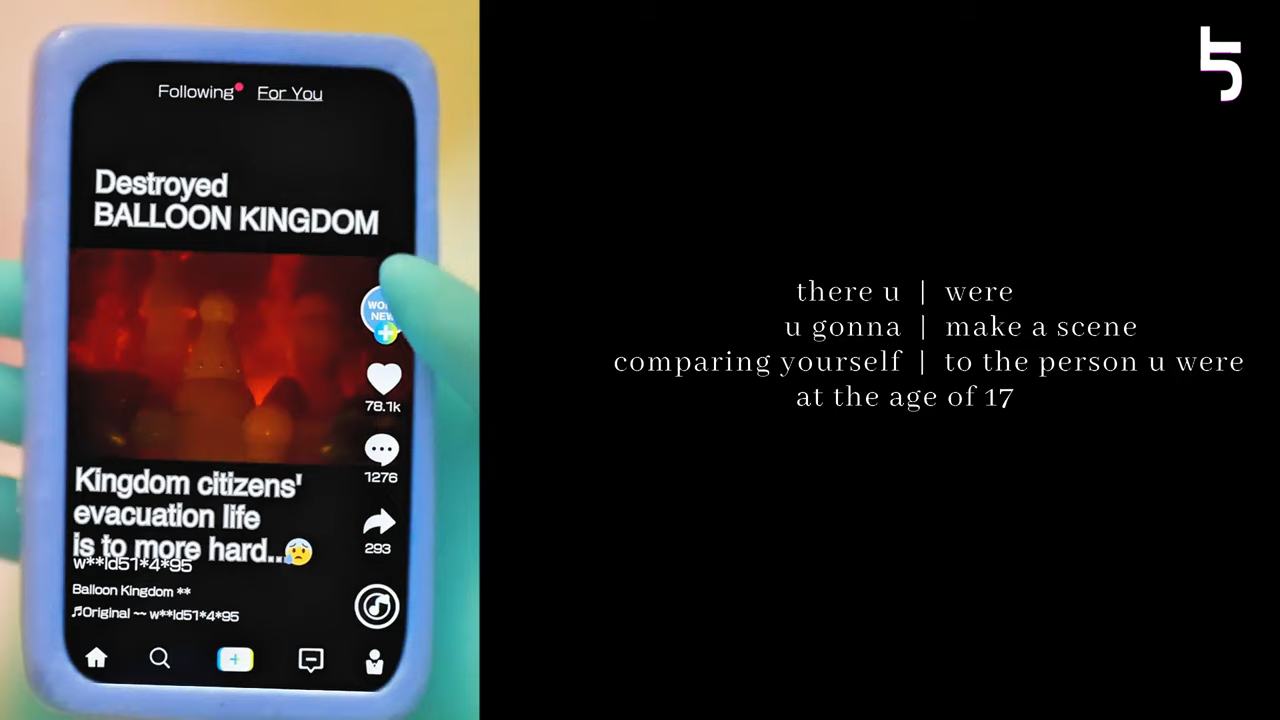 Following For You
Destroyed
BALLOON KINGDOM
WO
NEW
78.1k
1276
293
Kingdom citizens'
evacuation life
is to more hard...😰
w**ld51*4*95
Balloon Kingdom **
♬Original ~~ w**ld51*4*95
there u | were
u gonna | make a scene
comparing yourself | to the person u were
at the age of 17